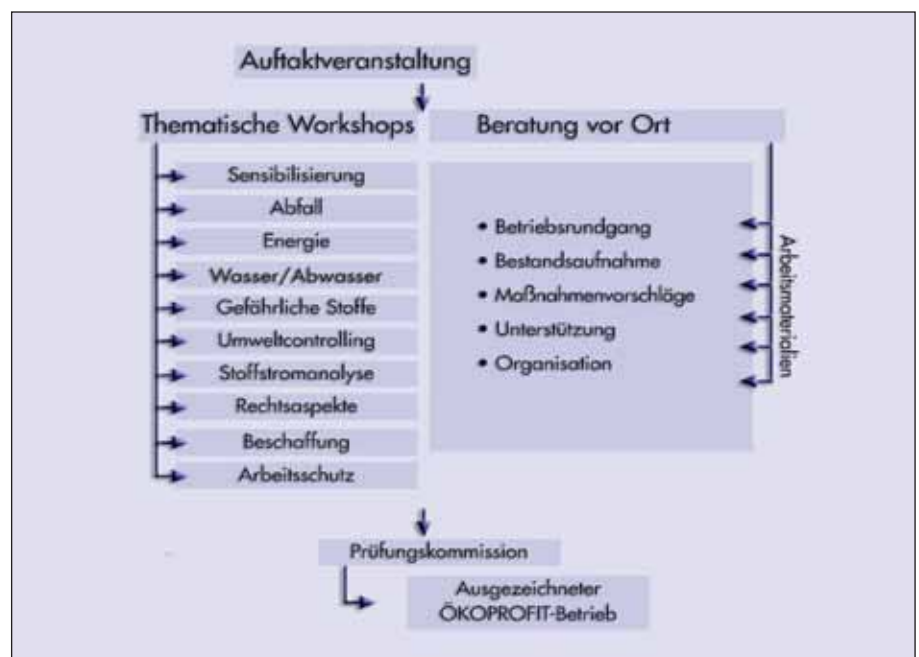 Auftaktveranstaltung
Thematische Workshops
Sensibilisierung
Abfall
Energie
Wasser/Abwasser
Gefährliche Stoffe
Umweltcontrolling
Stoffstromanalyse
Rechtsaspekte
Beschaffung
Arbeitsschutz
Beratung vor Ort
• Betriebsrundgang
• Bestandsaufnahme
• Maßnahmenvorschläge
• Unterstützung
• Organisation
Arbeitsmaterialien
Prüfungskommission
Ausgezeichneter
ÖKOPROFIT-Betrieb